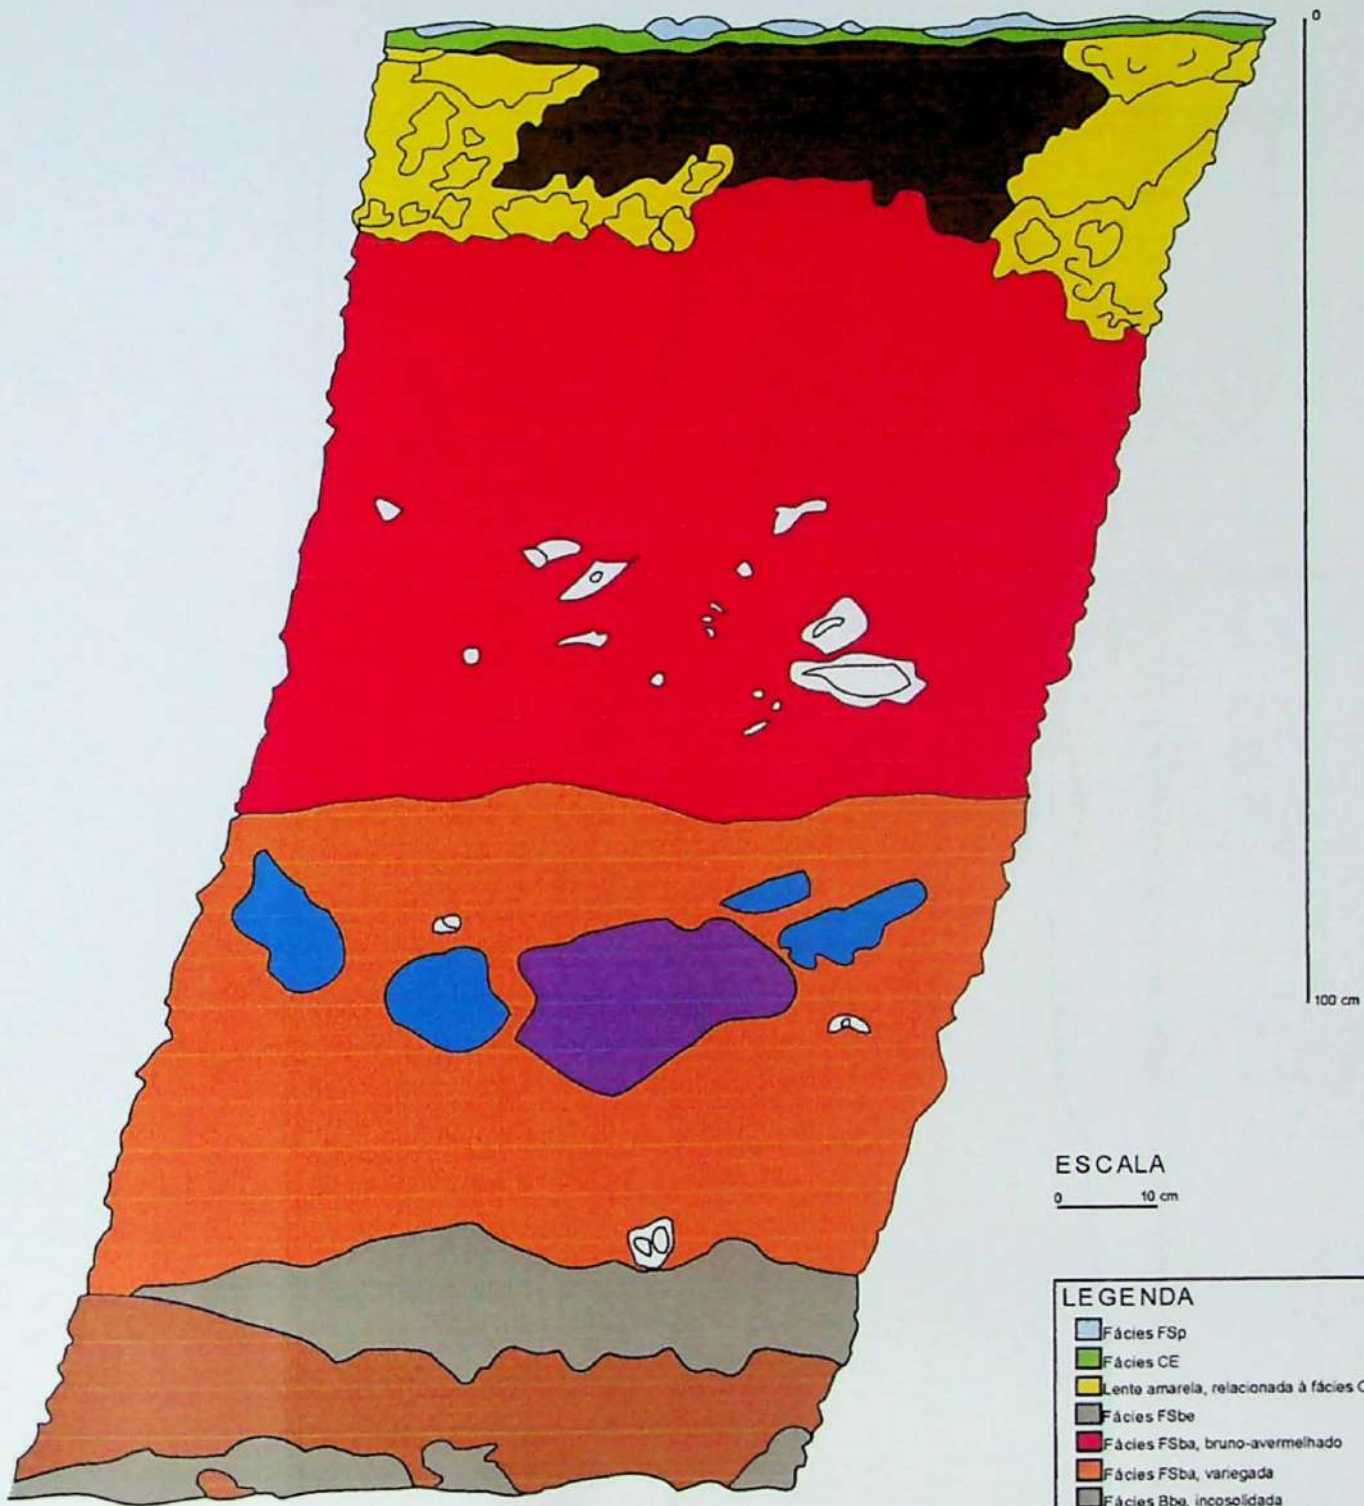 0
100 cm
ESCALA
0 10 cm
LEGENDA
Fácies FSp
Fácies CE
Lente amarela, relacionada à fácies
Fácies FSbe
Fácies FSba, bruno-avermelhado
Fácies FSba, variegada
Fácies Bbe, incosolidada